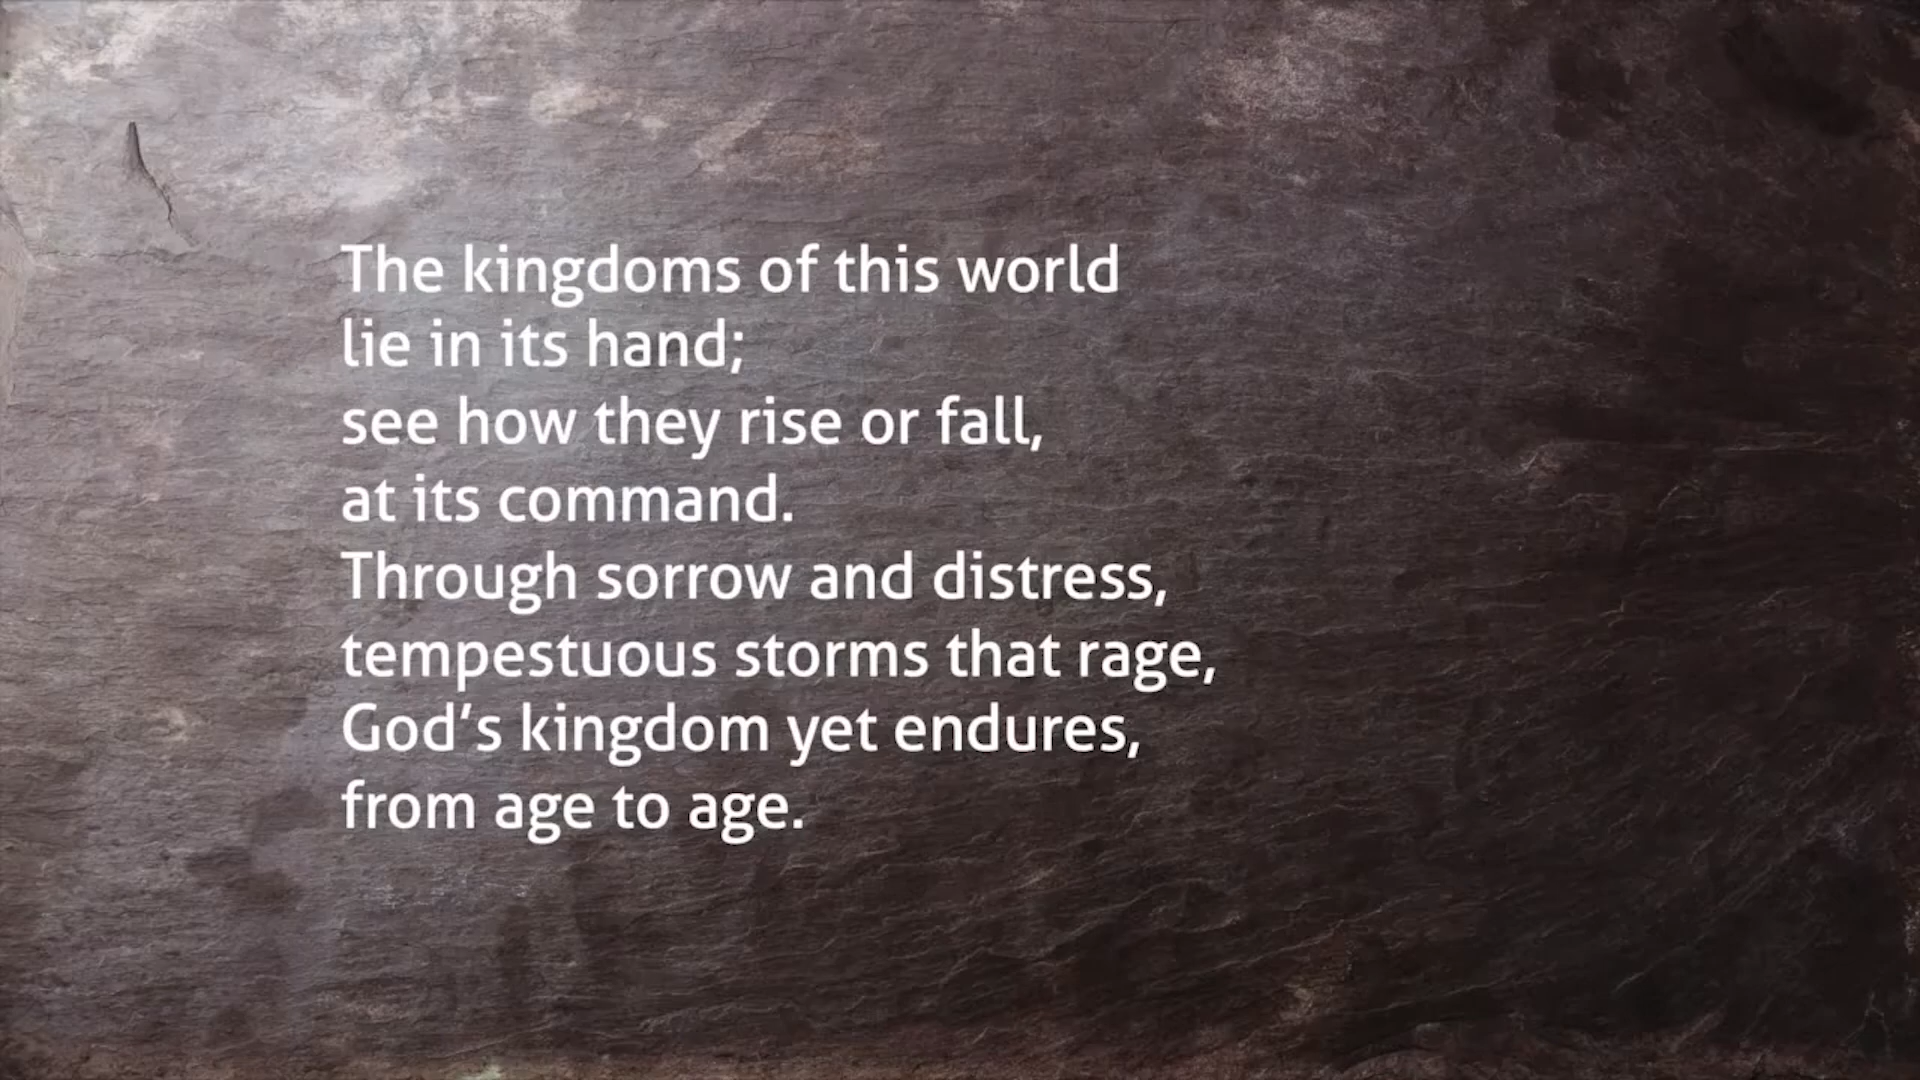 The kingdoms of this world
lie in its hand;
see how they rise or fall,
at its command.
Through sorrow and distress,
tempestuous storms that rage,
God’s kingdom yet endures,
from age to age.